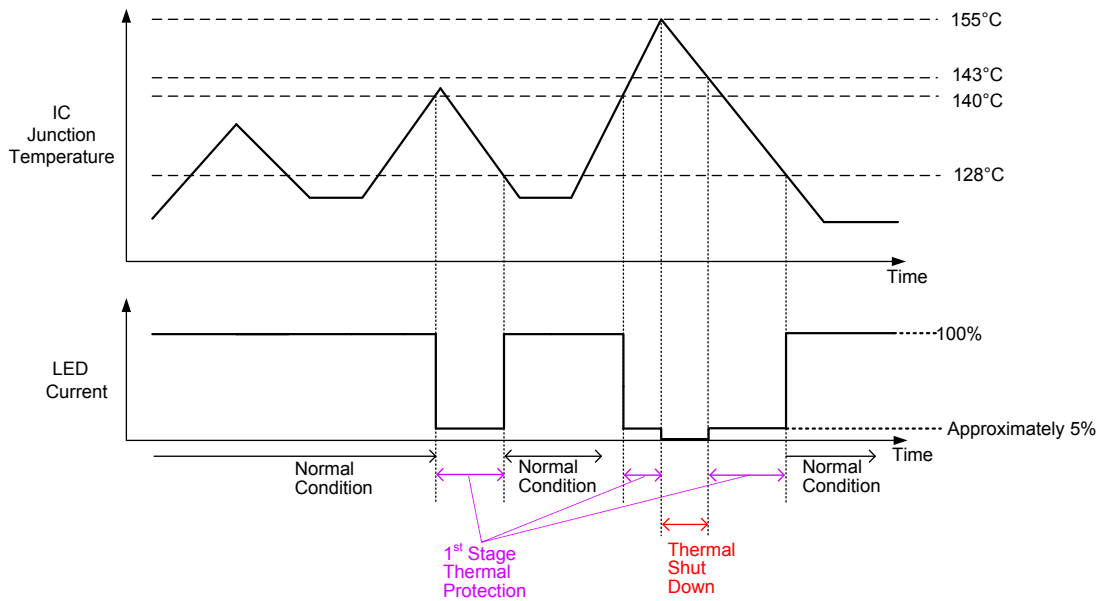 155°C
143°C
140°C
IC
Junction
Temperature
128°C
Time
100%
LED
Current
Approximately 5%
Time
Normal
Condition
Normal
Condition
Normal
Condition
1st Stage
Thermal
Protection
Thermal
Shut
Down